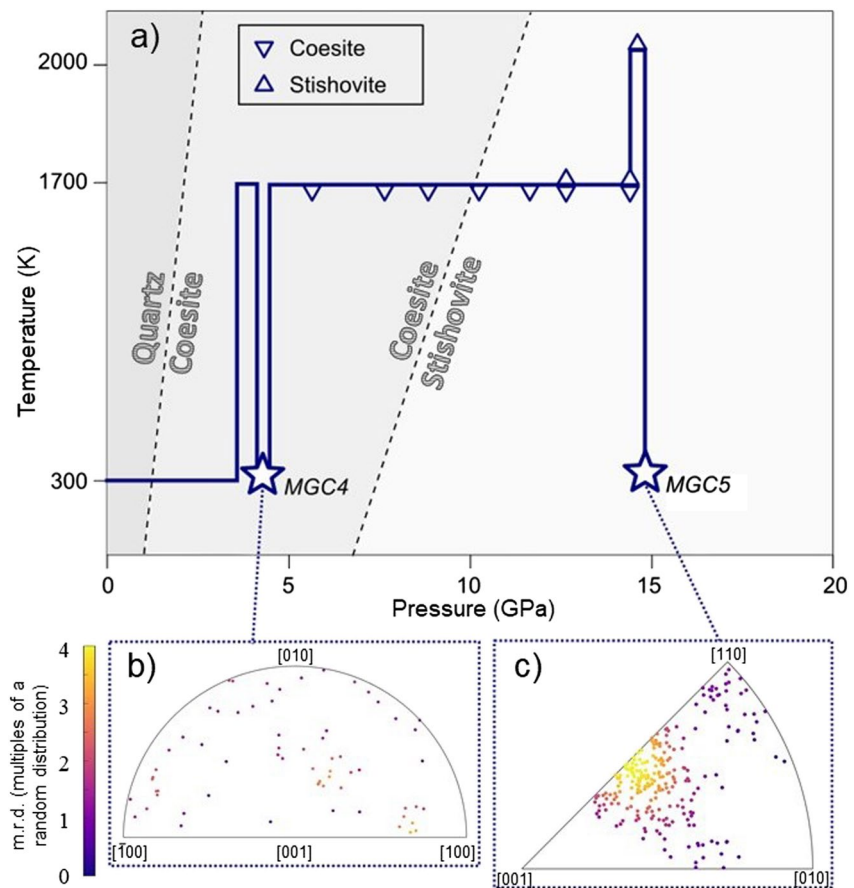 a)
Coesite
Stishovite
2000
1700
300
Temperature (K)
Quartz
Coesite
Coesite
Stishovite
MGC4
MGC5
0
5
10
15
20
Pressure (GPa)
b)
[010]
[100]
[001]
[100]
4
3
2
1
0
m.r.d. (multiples of a
random distribution)
c)
[110]
[001]
[010]